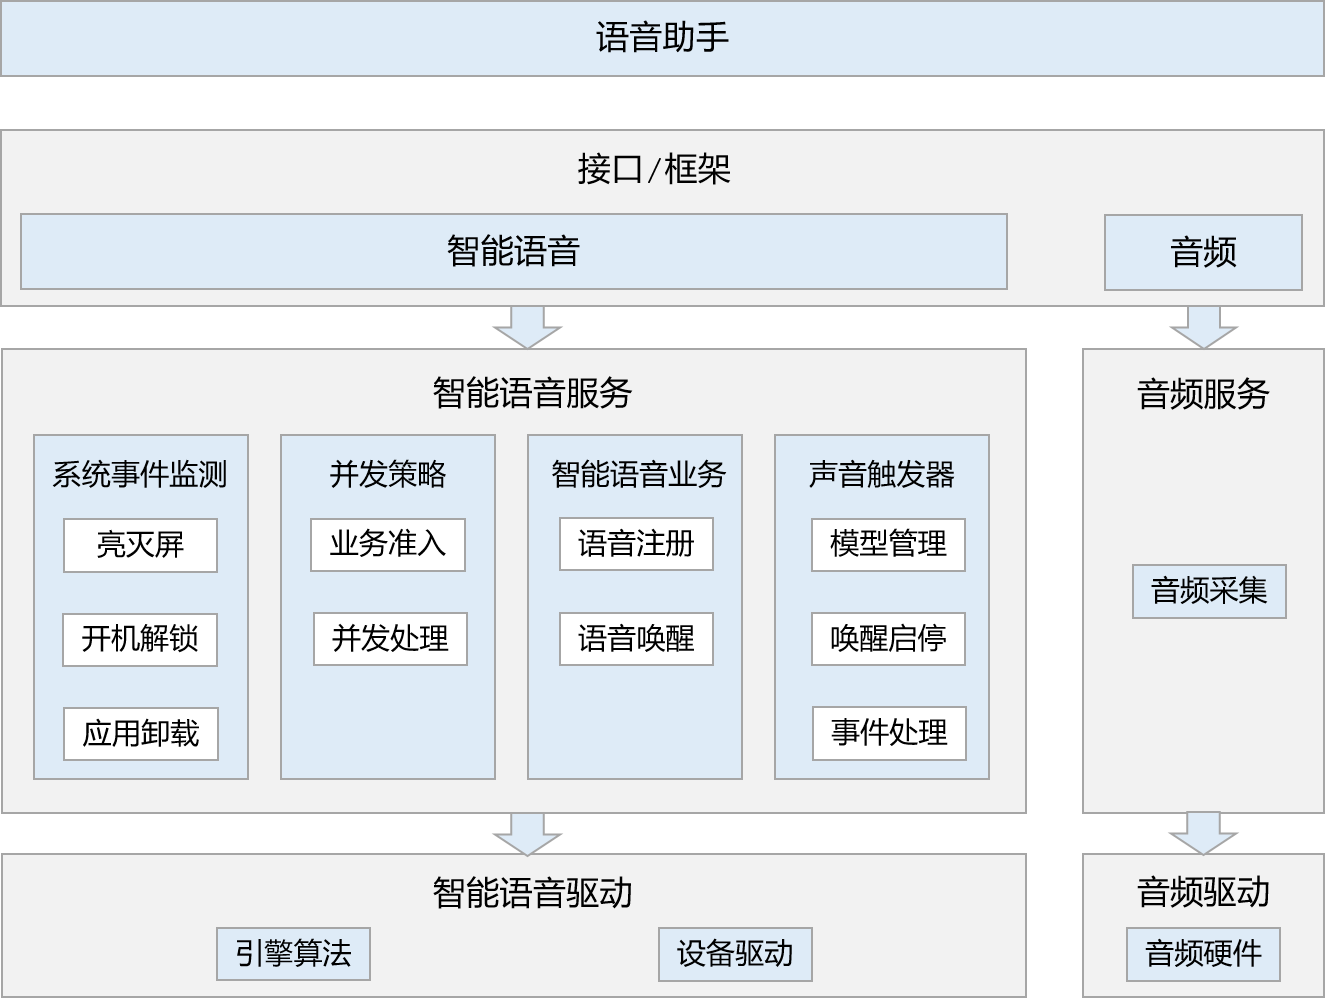 语音助手
接口/框架
智能语音
音频
智能语音服务
系统事件监测
亮灭屏
开机解锁
应用卸载
并发策略
业务准入
并发处理
智能语音业务
语音注册
语音唤醒
声音触发器
模型管理
唤醒启停
事件处理
音频服务
音频采集
智能语音驱动
引擎算法
设备驱动
音频驱动
音频硬件